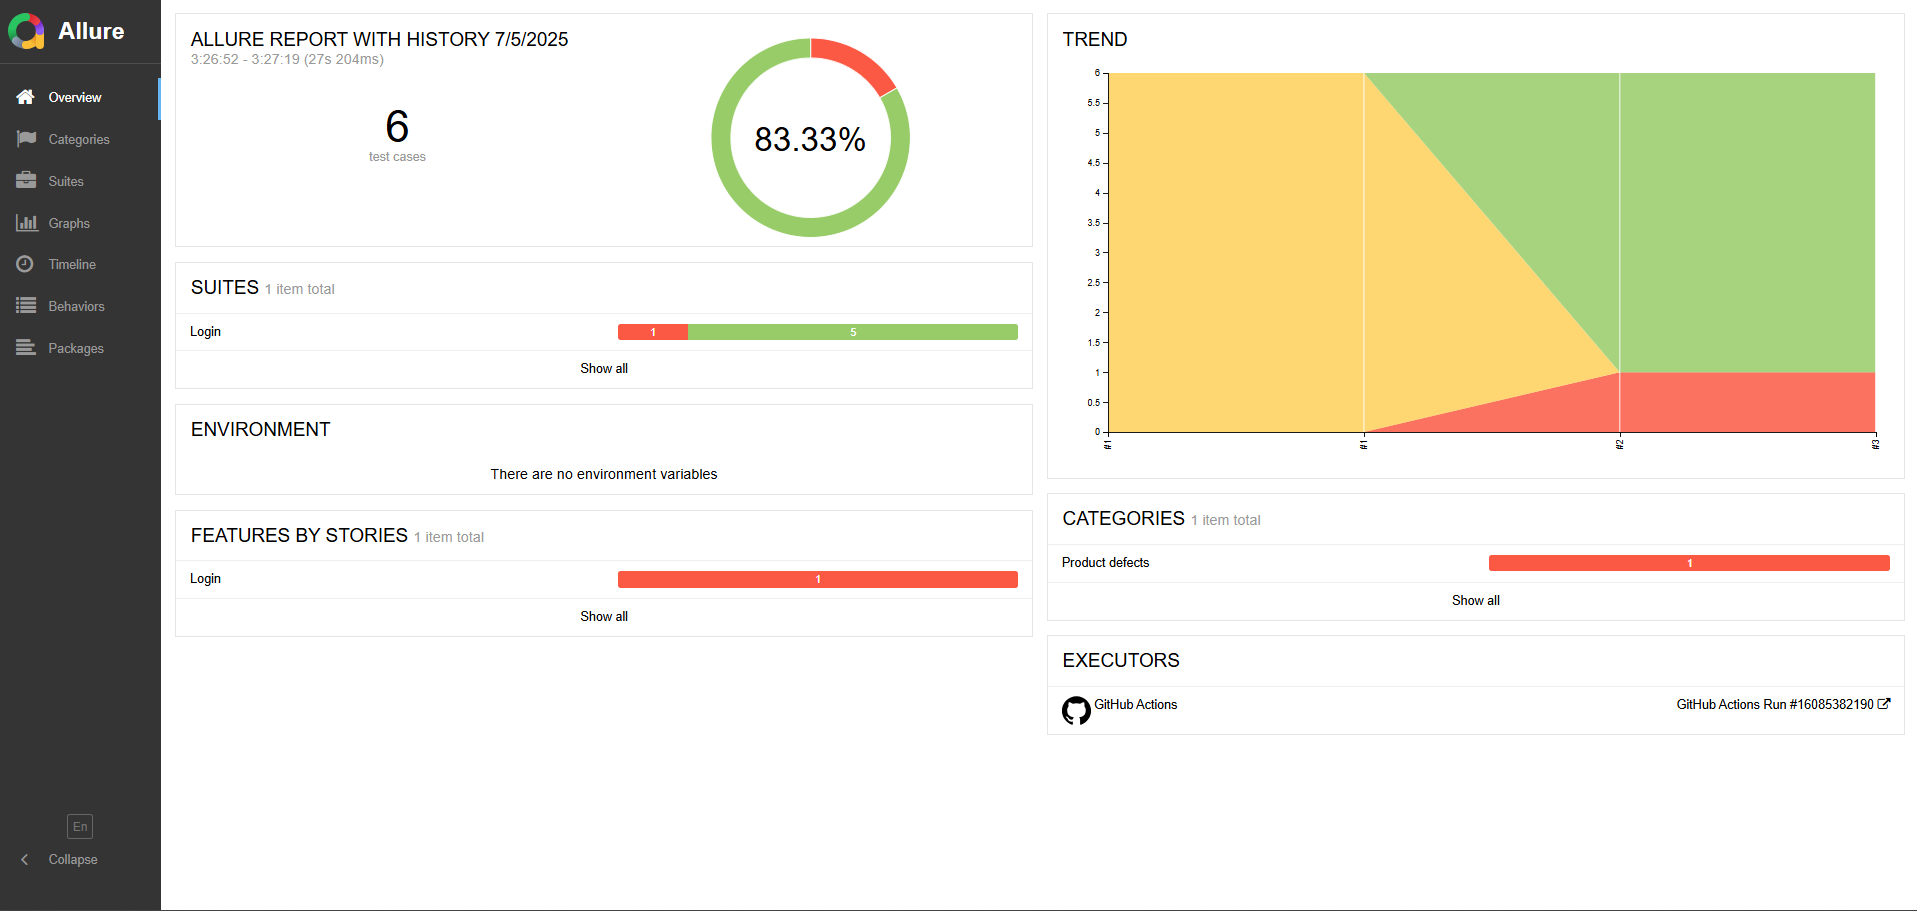 Allure
Overview
Categories
Suites
Graphs
Timeline
Behaviors
Packages
En
Collapse
ALLURE REPORT WITH HISTORY 7/5/2025
3:26:52 - 3:27:19 (27s 204ms)
6
test cases
83.33%
SUITES 1 item total
Login 1 5
Show all
ENVIRONMENT
There are no environment variables
FEATURES BY STORIES 1 item total
Login 1
Show all
TREND
6
5.5
5
4.5
4
3.5
3
2.5
2
1.5
1
0.5
0
#1 #1 #2 #3
CATEGORIES 1 item total
Product defects 1
Show all
EXECUTORS
GitHub Actions GitHub Actions Run #16085382190